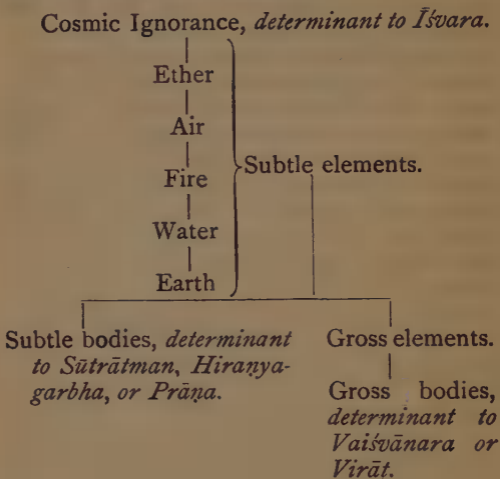 Cosmic Ignorance, determinant to Īśvara.
Ether
Air
Fire
Subtle elements.
Water
Earth
Subtle bodies, determinant
to Sūtrātman, Hiraṇya-
garbha, or Prāṇa.
Gross elements.
Gross bodies,
determinant to
Vaiśvānara or
Virāt.